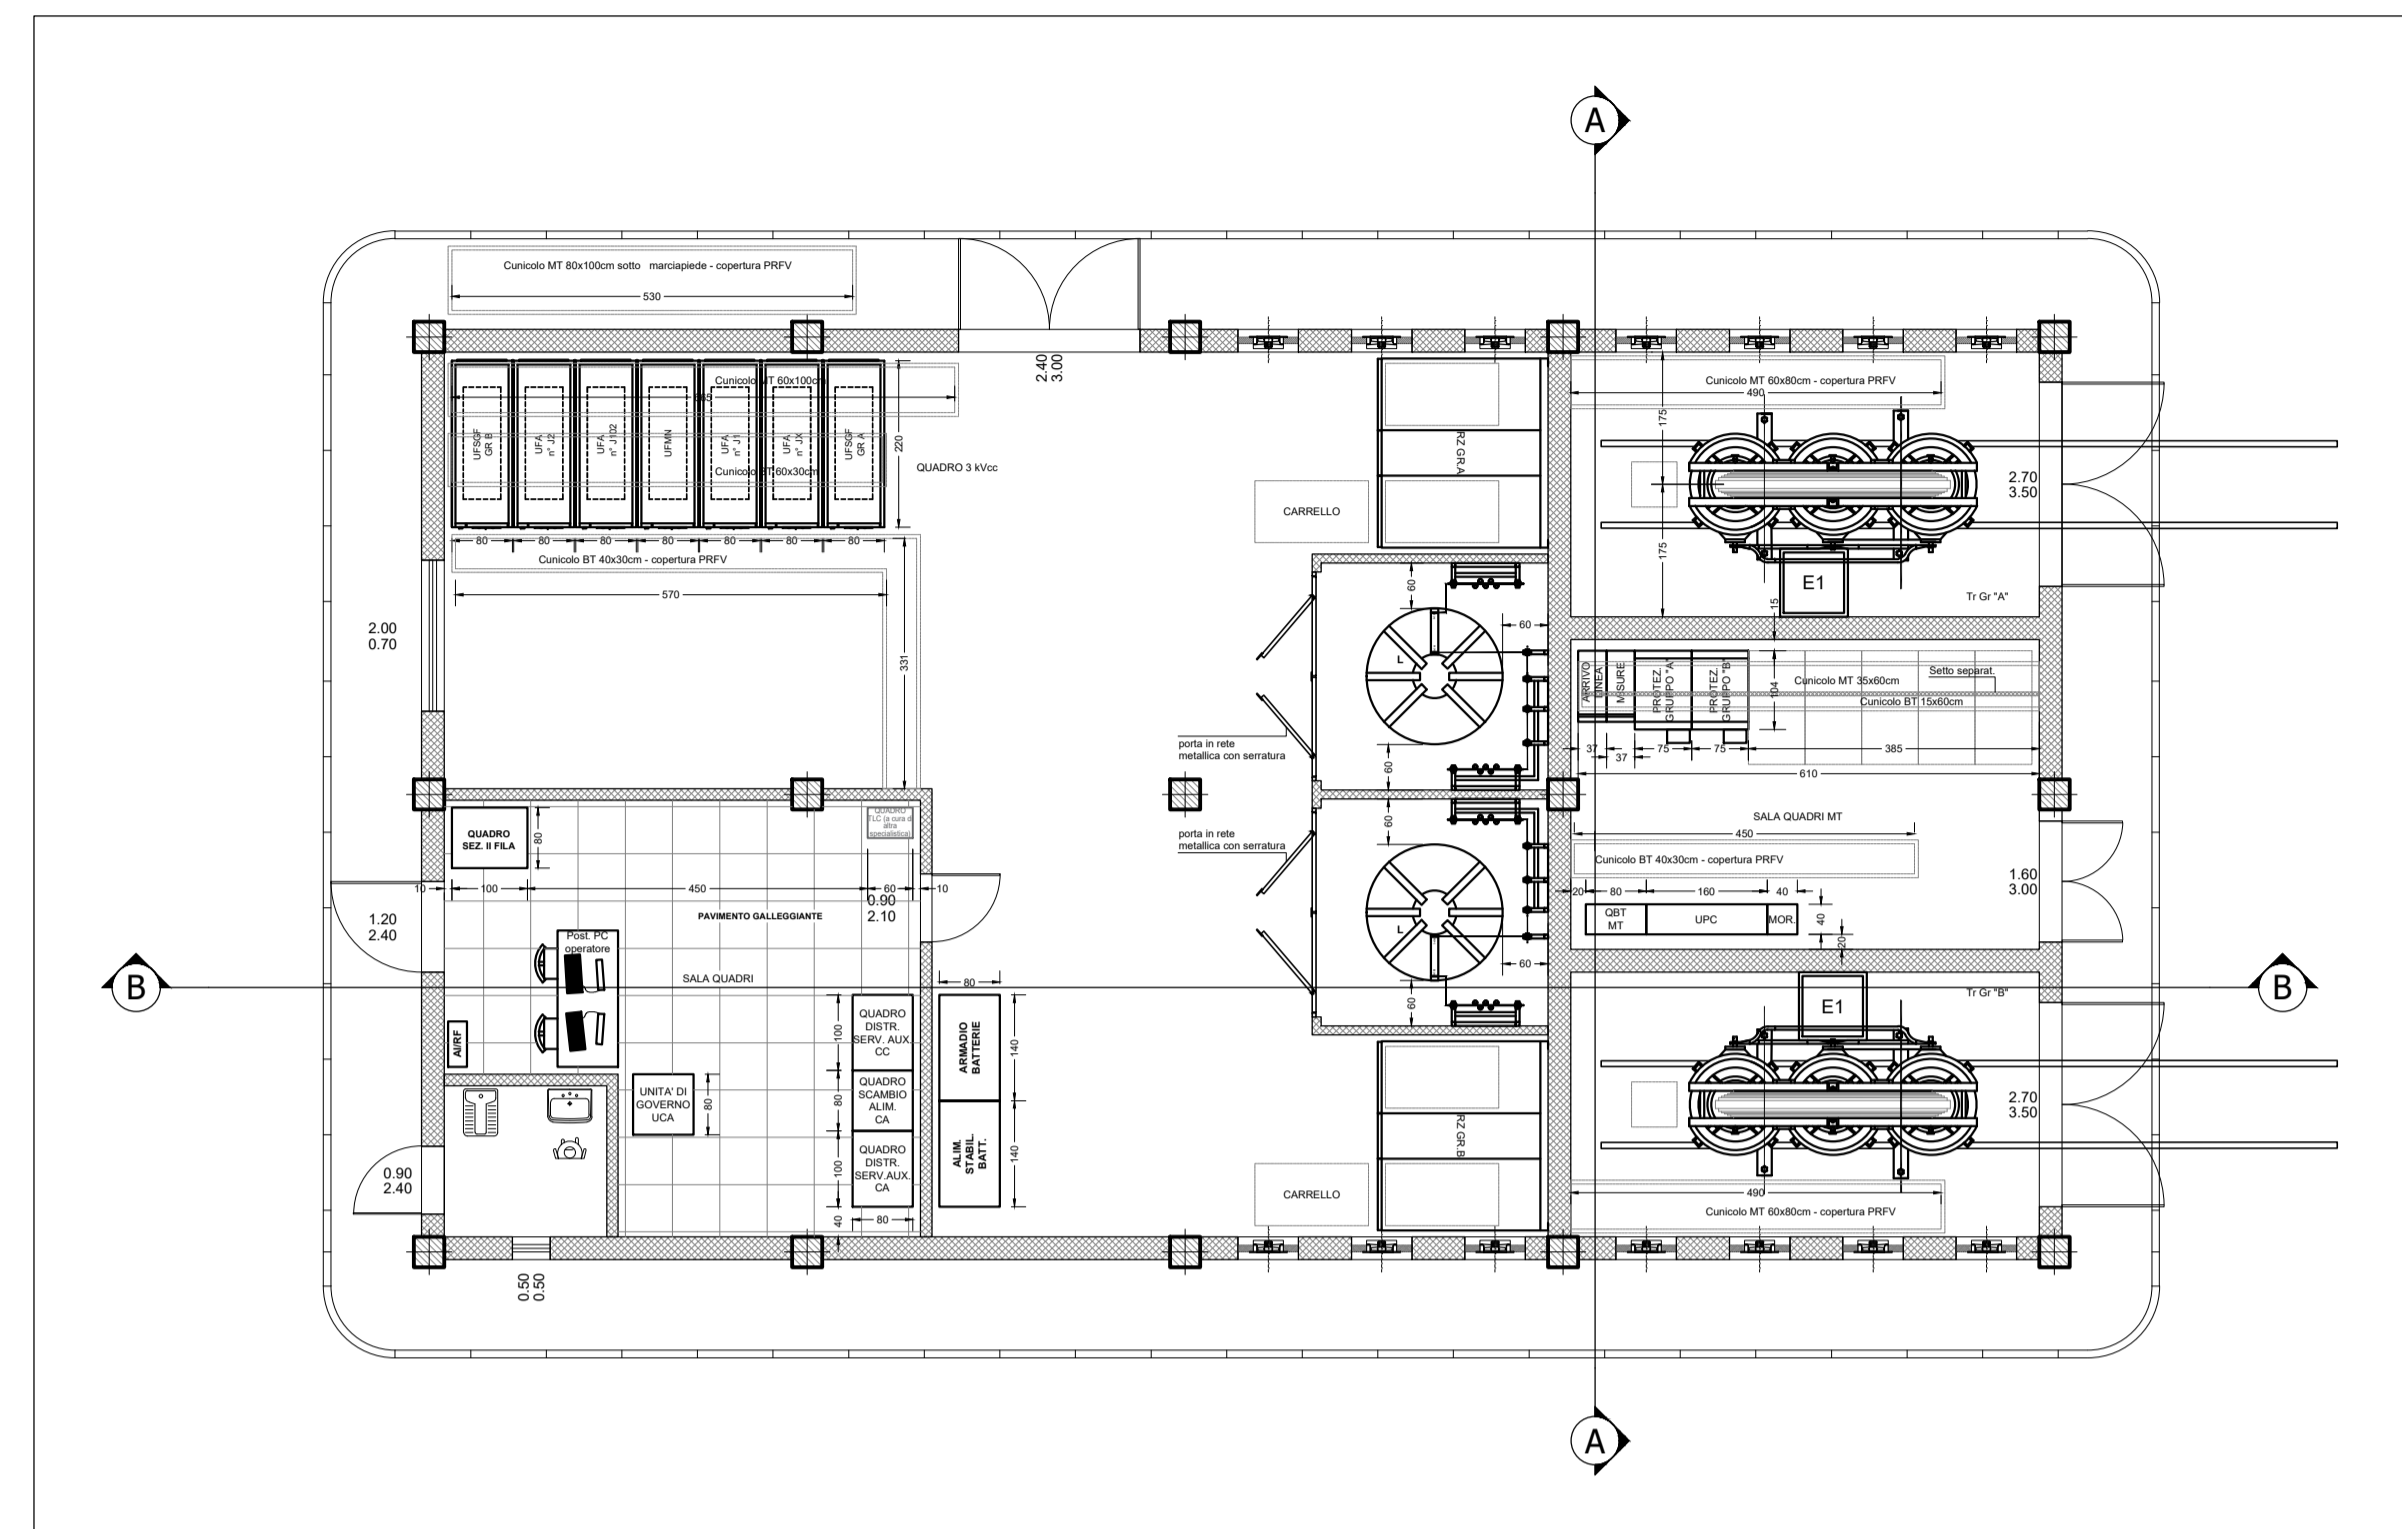 A
Cunicolo MT 80x100cm sotto marciapiede - copertura PRFV
530
2.40
3.00
Cunicolo MT 60x100cm
UFSGF
GR B
UFA
n° J2
UFA
n° J102
UFMN
UFA
n° J1
UFA
n° JX
UFSGF
GR A
220
Cunicolo BT 60x30cm
QUADRO 3 kVcc
80
80
80
80
80
80
80
Cunicolo BT 40x30cm - copertura PRFV
570
331
2.00
0.70
RZ GR.A
CARRELLO
Cunicolo MT 60x80cm - copertura PRFV
490
175
175
2.70
3.50
E1
Tr Gr "A"
15
60
60
L
60
porta in rete
metallica con serratura
ARRIVO
LINEA
MISURE
PROTEZ.
GRUPPO "A"
PROTEZ.
GRUPPO "B"
104
Setto separat.
Cunicolo MT 35x60cm
Cunicolo BT 15x60cm
37
37
75
75
385
610
SALA QUADRI MT
450
Cunicolo BT 40x30cm - copertura PRFV
20
80
160
40
QBT
MT
UPC
MOR.
40
20
1.60
3.00
porta in rete
metallica con serratura
60
L
60
60
QUADRO
SEZ. II FILA
80
QUADRO
TLC (a cura di
altra
specialistica)
10
100
450
60
10
0.90
2.10
1.20
2.40
PAVIMENTO GALLEGGIANTE
Post. PC
operatore
SALA QUADRI
B
B
AI/RF
UNITA' DI
GOVERNO
UCA
80
100
QUADRO
DISTR.
SERV. AUX.
CC
80
QUADRO
SCAMBIO
ALIM.
CA
100
QUADRO
DISTR.
SERV.AUX.
CA
40
80
80
ARMADIO
BATTERIE
140
ALIM.
STABIL.
BATT.
140
0.90
2.40
0.50
0.50
RZ GR.B
CARRELLO
E1
Tr Gr "B"
2.70
3.50
490
Cunicolo MT 60x80cm - copertura PRFV
A